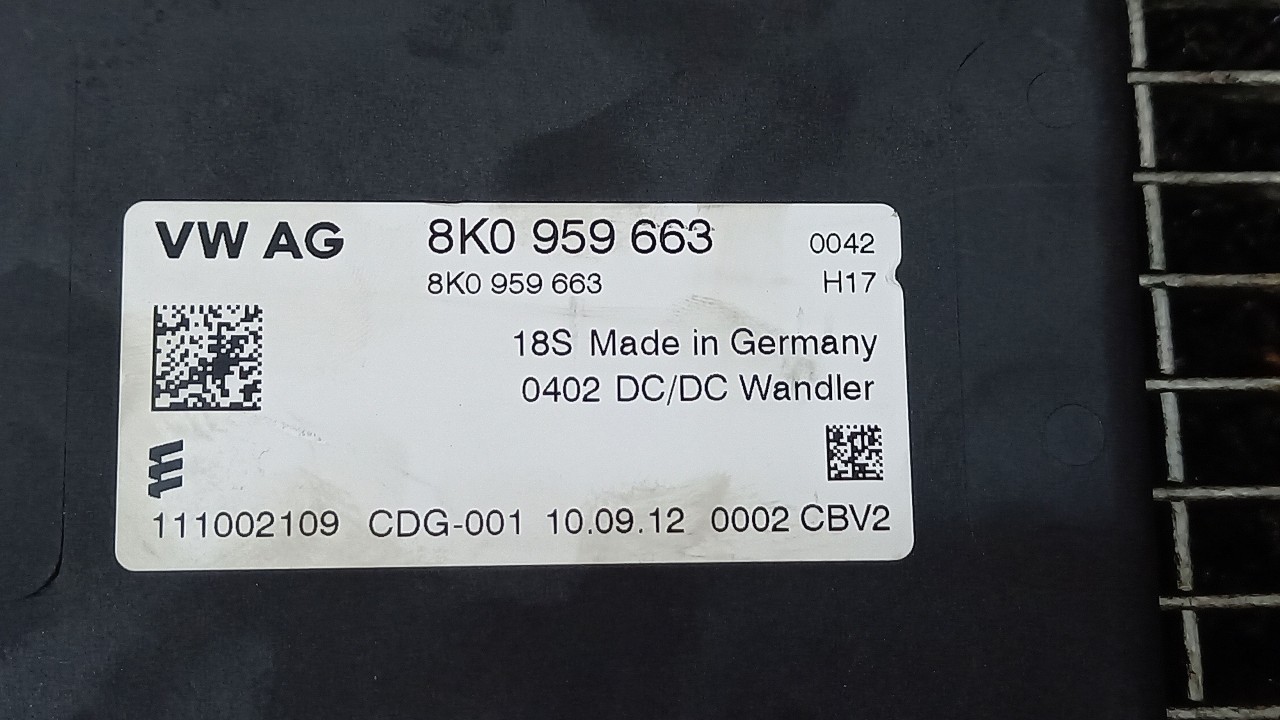 VW AG 8K0 959 663 0042
8K0 959 663 H17
18S Made in Germany
0402 DC/DC Wandler
111002109 CDG-001 10.09.12 0002 CBV2